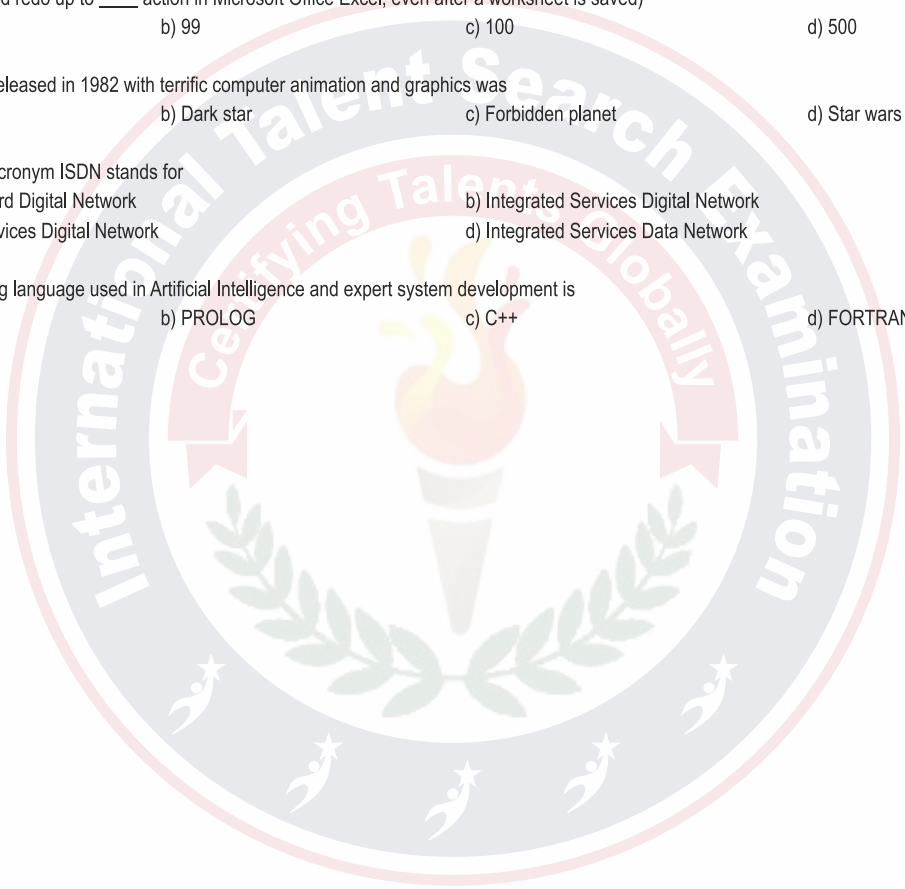 redo up to ____ action in Microsoft Office Excel, even after a worksheet is saved)
b) 99 c) 100 d) 500
eleased in 1982 with terrific computer animation and graphics was
b) Dark star c) Forbidden planet d) Star wars
cronym ISDN stands for
rd Digital Network b) Integrated Services Digital Network
vices Digital Network d) Integrated Services Data Network
g language used in Artificial Intelligence and expert system development is
b) PROLOG c) C++ d) FORTRAN
International Talent Search Examination
Certifying Talents Globally